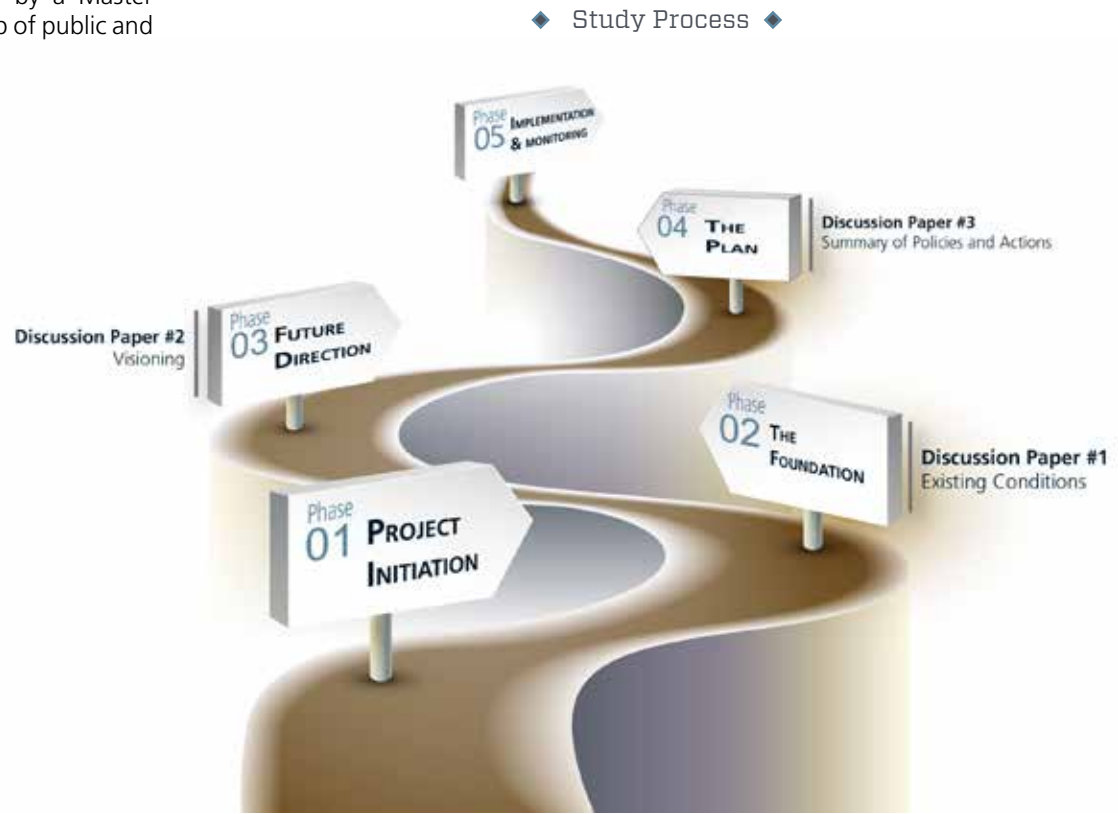 by a Master
p of public and
Study Process
Phase
05 IMPLEMENTATION
& MONITORING
Phase
04 THE
PLAN
Discussion Paper #3
Summary of Policies and Actions
Discussion Paper #2
Visioning
Phase
03 FUTURE
DIRECTION
Phase
02 THE
FOUNDATION
Discussion Paper #1
Existing Conditions
Phase
01 PROJECT
INITIATION